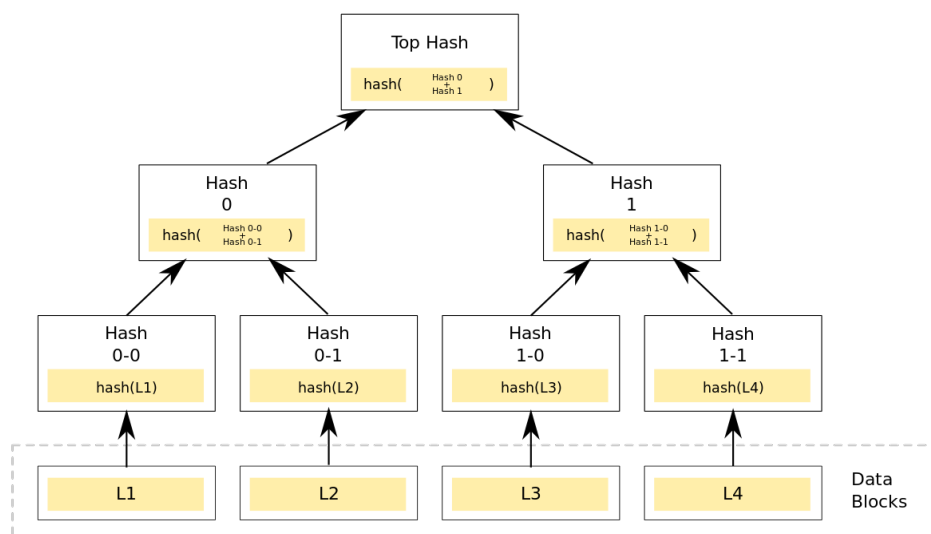 Top Hash
hash( Hash 0 + Hash 1 )
Hash
0
hash( Hash 0-0 + Hash 0-1 )
Hash
1
hash( Hash 1-0 + Hash 1-1 )
Hash
0-0
hash(L1)
Hash
0-1
hash(L2)
Hash
1-0
hash(L3)
Hash
1-1
hash(L4)
L1
L2
L3
L4
Data
Blocks